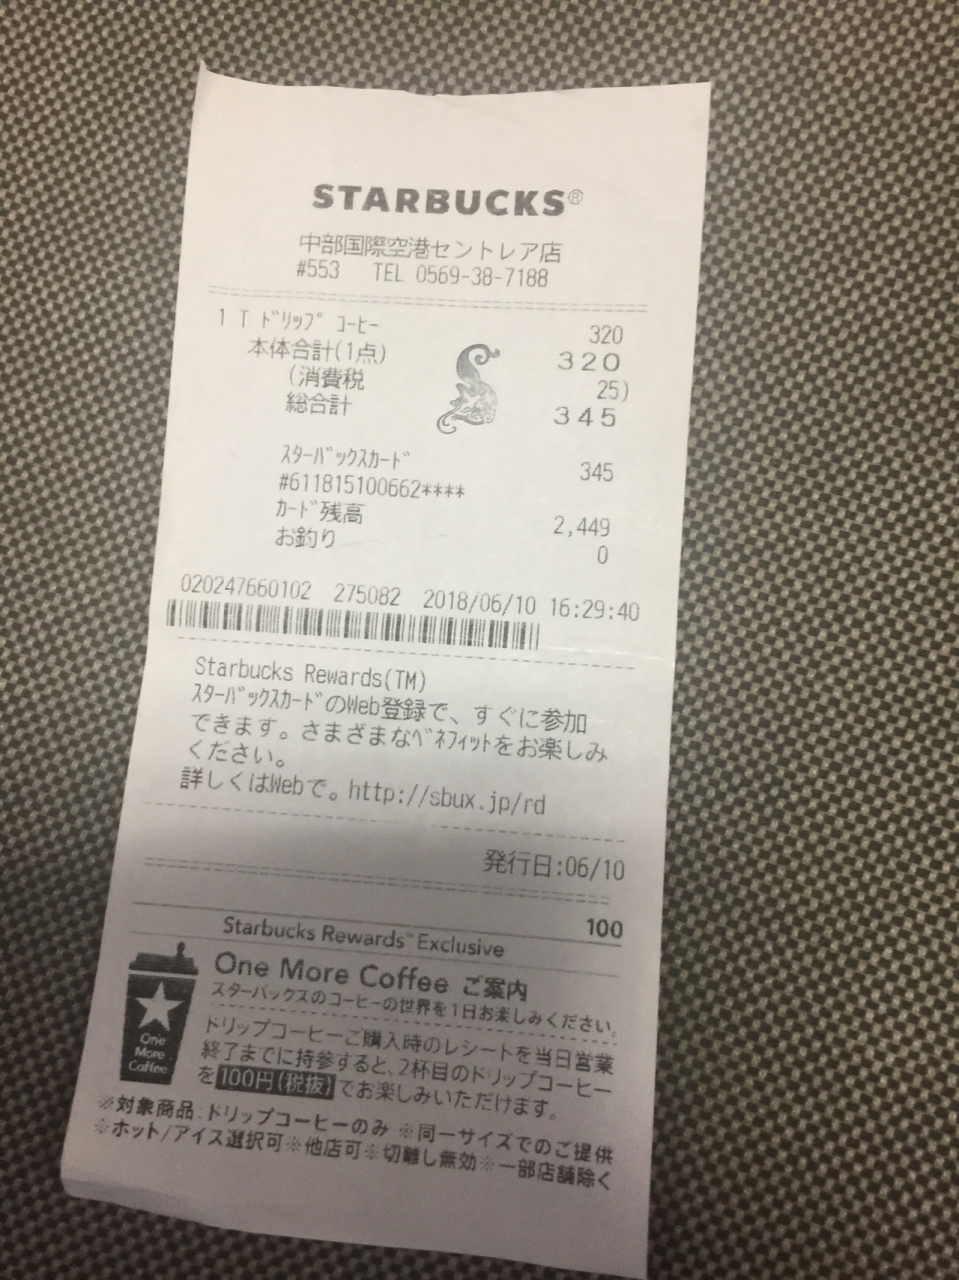 STARBUCKS®
中部国際空港セントレア店
#553 TEL 0569-38-7188
1 T ﾄﾞﾘｯﾌﾟ ｺｰﾋｰ 320
本体合計(1点) 320
(消費税 25)
総合計 345
ｽﾀｰﾊﾞｯｸｽｶｰﾄﾞ 345
#611815100662****
ｶｰﾄﾞ残高 2,449
お釣り 0
020247660102 275082 2018/06/10 16:29:40
Starbucks Rewards(TM)
ｽﾀｰﾊﾞｯｸｽｶｰﾄﾞのWeb登録で、すぐに参加
できます。さまざまなﾍﾞﾈﾌｨｯﾄをお楽しみ
ください。
詳しくはWebで。http://sbux.jp/rd
発行日:06/10
100
Starbucks Rewards™ Exclusive
One More Coffee ご案内
スターバックスのコーヒーの世界を1日お楽しみください。
ドリップコーヒーご購入時のレシートを当日営業
終了までに持参すると、2杯目のドリップコーヒー
を100円(税抜)でお楽しみいただけます。
One
More
Coffee
※対象商品:ドリップコーヒーのみ ※同一サイズでのご提供
※ホット/アイス選択可※他店可※切離し無効※一部店舗除く